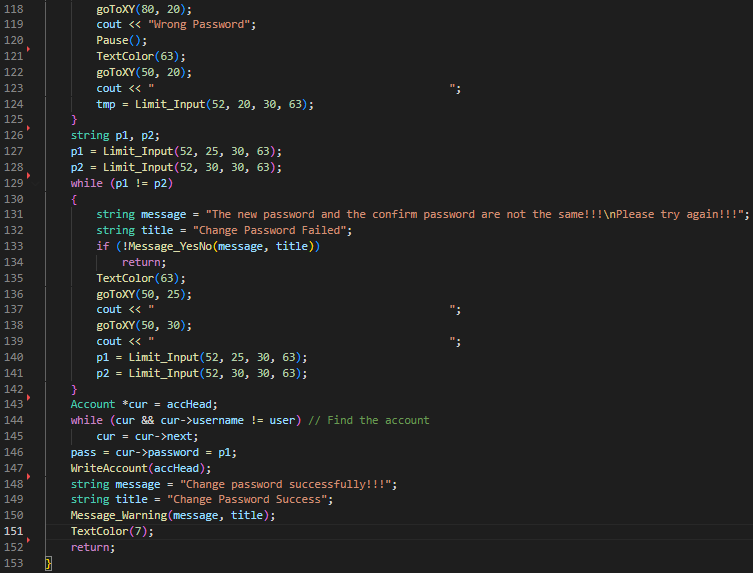 118 goToXY(80, 20);
119 cout << "Wrong Password";
120 Pause();
121 TextColor(63);
122 goToXY(50, 20);
123 cout << "                                              ";
124 tmp = Limit_Input(52, 20, 30, 63);
125 }
126 string p1, p2;
127 p1 = Limit_Input(52, 25, 30, 63);
128 p2 = Limit_Input(52, 30, 30, 63);
129 while (p1 != p2)
130 {
131 string message = "The new password and the confirm password are not the same!!!\nPlease try again!!!";
132 string title = "Change Password Failed";
133 if (!Message_YesNo(message, title))
134 return;
135 TextColor(63);
136 goToXY(50, 25);
137 cout << "                                              ";
138 goToXY(50, 30);
139 cout << "                                              ";
140 p1 = Limit_Input(52, 25, 30, 63);
141 p2 = Limit_Input(52, 30, 30, 63);
142 }
143 Account *cur = accHead;
144 while (cur && cur->username != user) // Find the account
145 cur = cur->next;
146 pass = cur->password = p1;
147 WriteAccount(accHead);
148 string message = "Change password successfully!!!";
149 string title = "Change Password Success";
150 Message_Warning(message, title);
151 TextColor(7);
152 return;
153 }